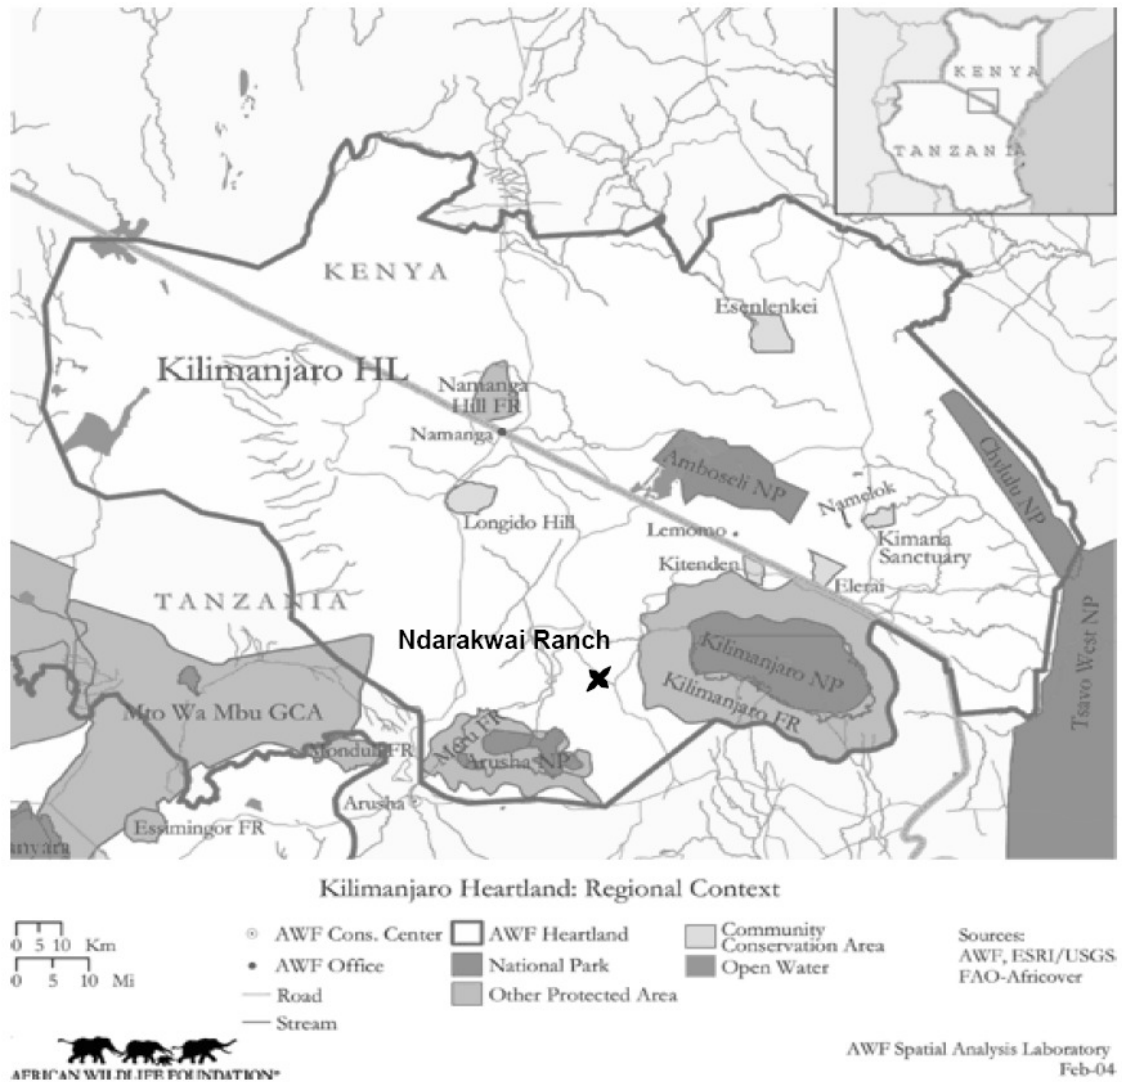 KENYA
TANZANIA
KENYA
Esenlenkei
Kilimanjaro HL
Namanga
Hill FR
Namanga
Amboseli NP
Chyulu NP
Longido Hill
Namelok
Lemomo
Kimana
Sanctuary
Kitenden
Elerai
TANZANIA
Ndarakwai Ranch
Kilimanjaro NP
Kilimanjaro FR
Tsavo West NP
Mto Wa Mbu GCA
Meru FR
Monduli FR
Arusha NP
Arusha
Essimingor FR
anyara
Kilimanjaro Heartland: Regional Context
0 5 10 Km
0 5 10 Mi
AWF Cons. Center
AWF Office
Road
Stream
AWF Heartland
National Park
Other Protected Area
Community
Conservation Area
Open Water
Sources:
AWF, ESRI/USGS
FAO-Africover
AFRICAN WILDLIFE FOUNDATION®
AWF Spatial Analysis Laboratory
Feb-04